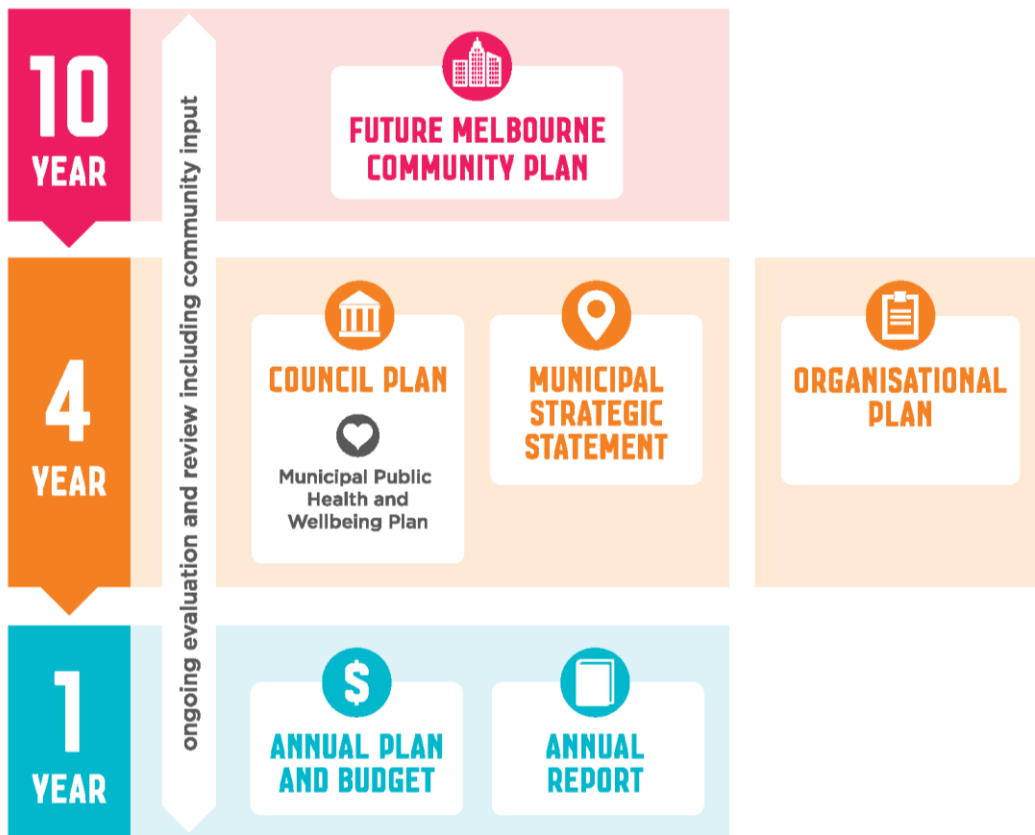 10
YEAR
FUTURE MELBOURNE
COMMUNITY PLAN
ongoing evaluation and review including community input
4
YEAR
COUNCIL PLAN
Municipal Public
Health and
Wellbeing Plan
MUNICIPAL
STRATEGIC
STATEMENT
ORGANISATIONAL
PLAN
1
YEAR
$
ANNUAL PLAN
AND BUDGET
ANNUAL
REPORT